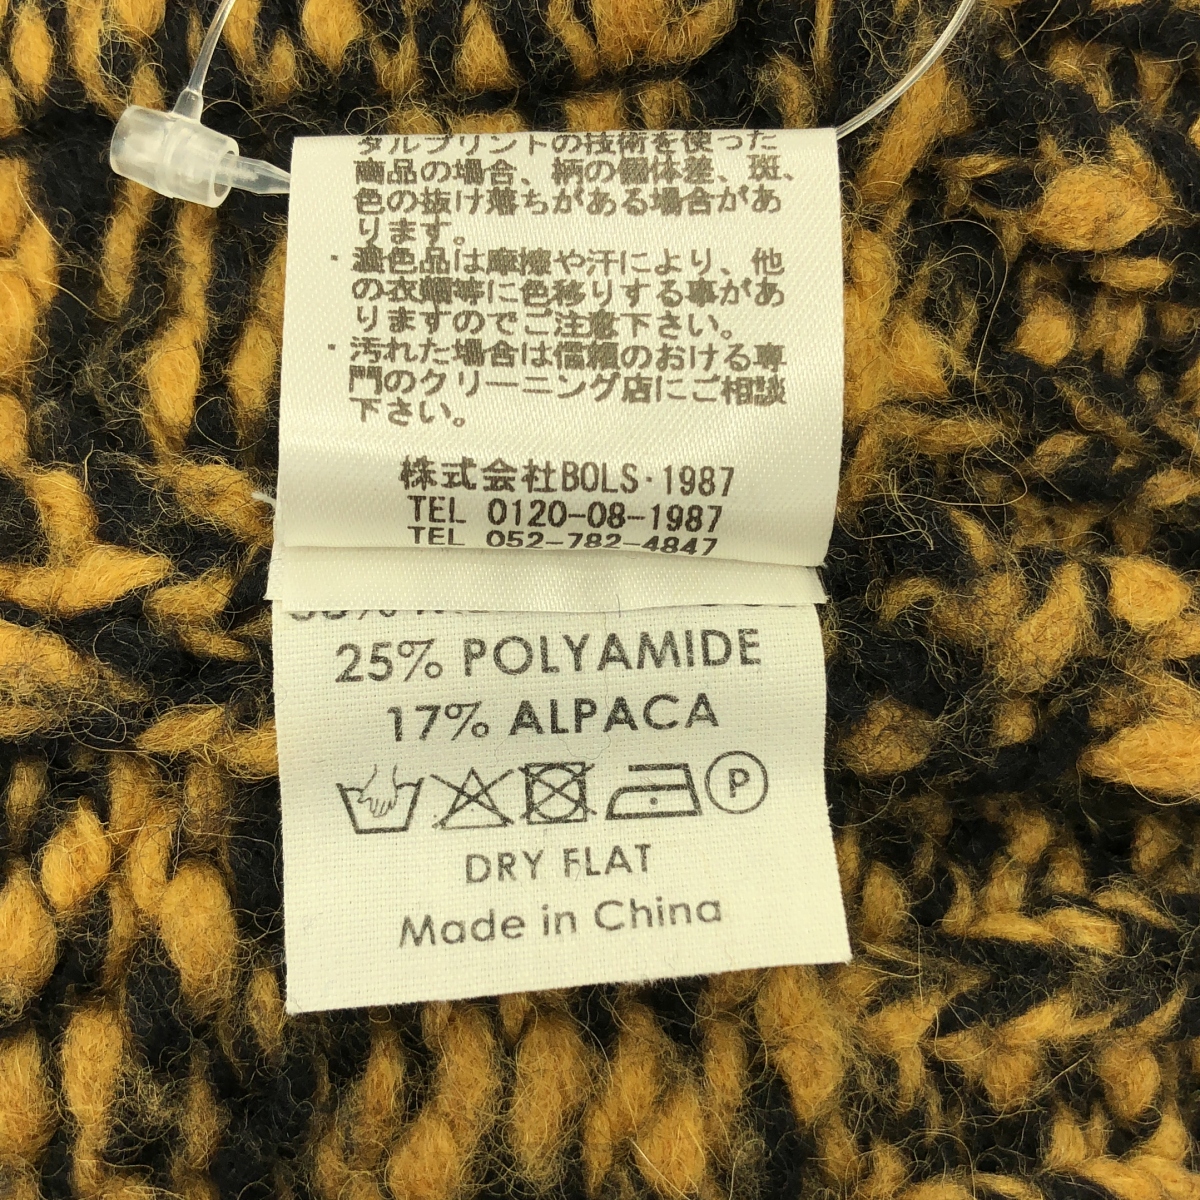 タルプリントの技術を使った
商品の場合、柄の個体差、斑、
色の抜け落ちがある場合があ
ります。
・濃色品は摩擦や汗により、他
の衣類等に色移りする事があ
りますのでご注意下さい。
・汚れた場合は信頼のおける専
門のクリーニング店にご相談
下さい。
株式会社BOLS・1987
TEL 0120-08-1987
TEL 052-782-4847
25% POLYAMIDE
17% ALPACA
P
DRY FLAT
Made in China